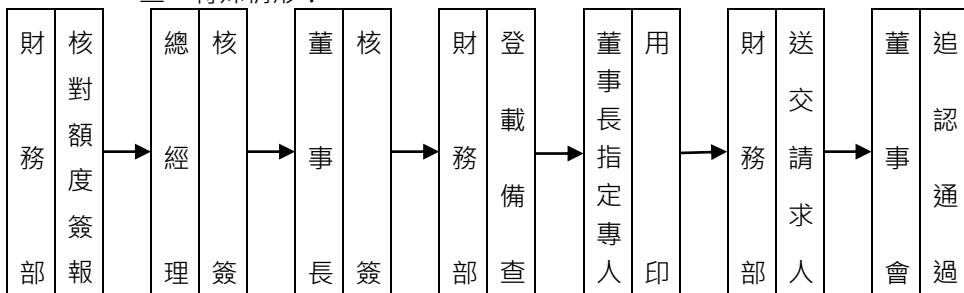 財務部
核對額度簽報
總經理
核簽
董事長
核簽
財務部
登載備查
董事長指定專人
用印
財務部
送交請求人
董事會
追認通過